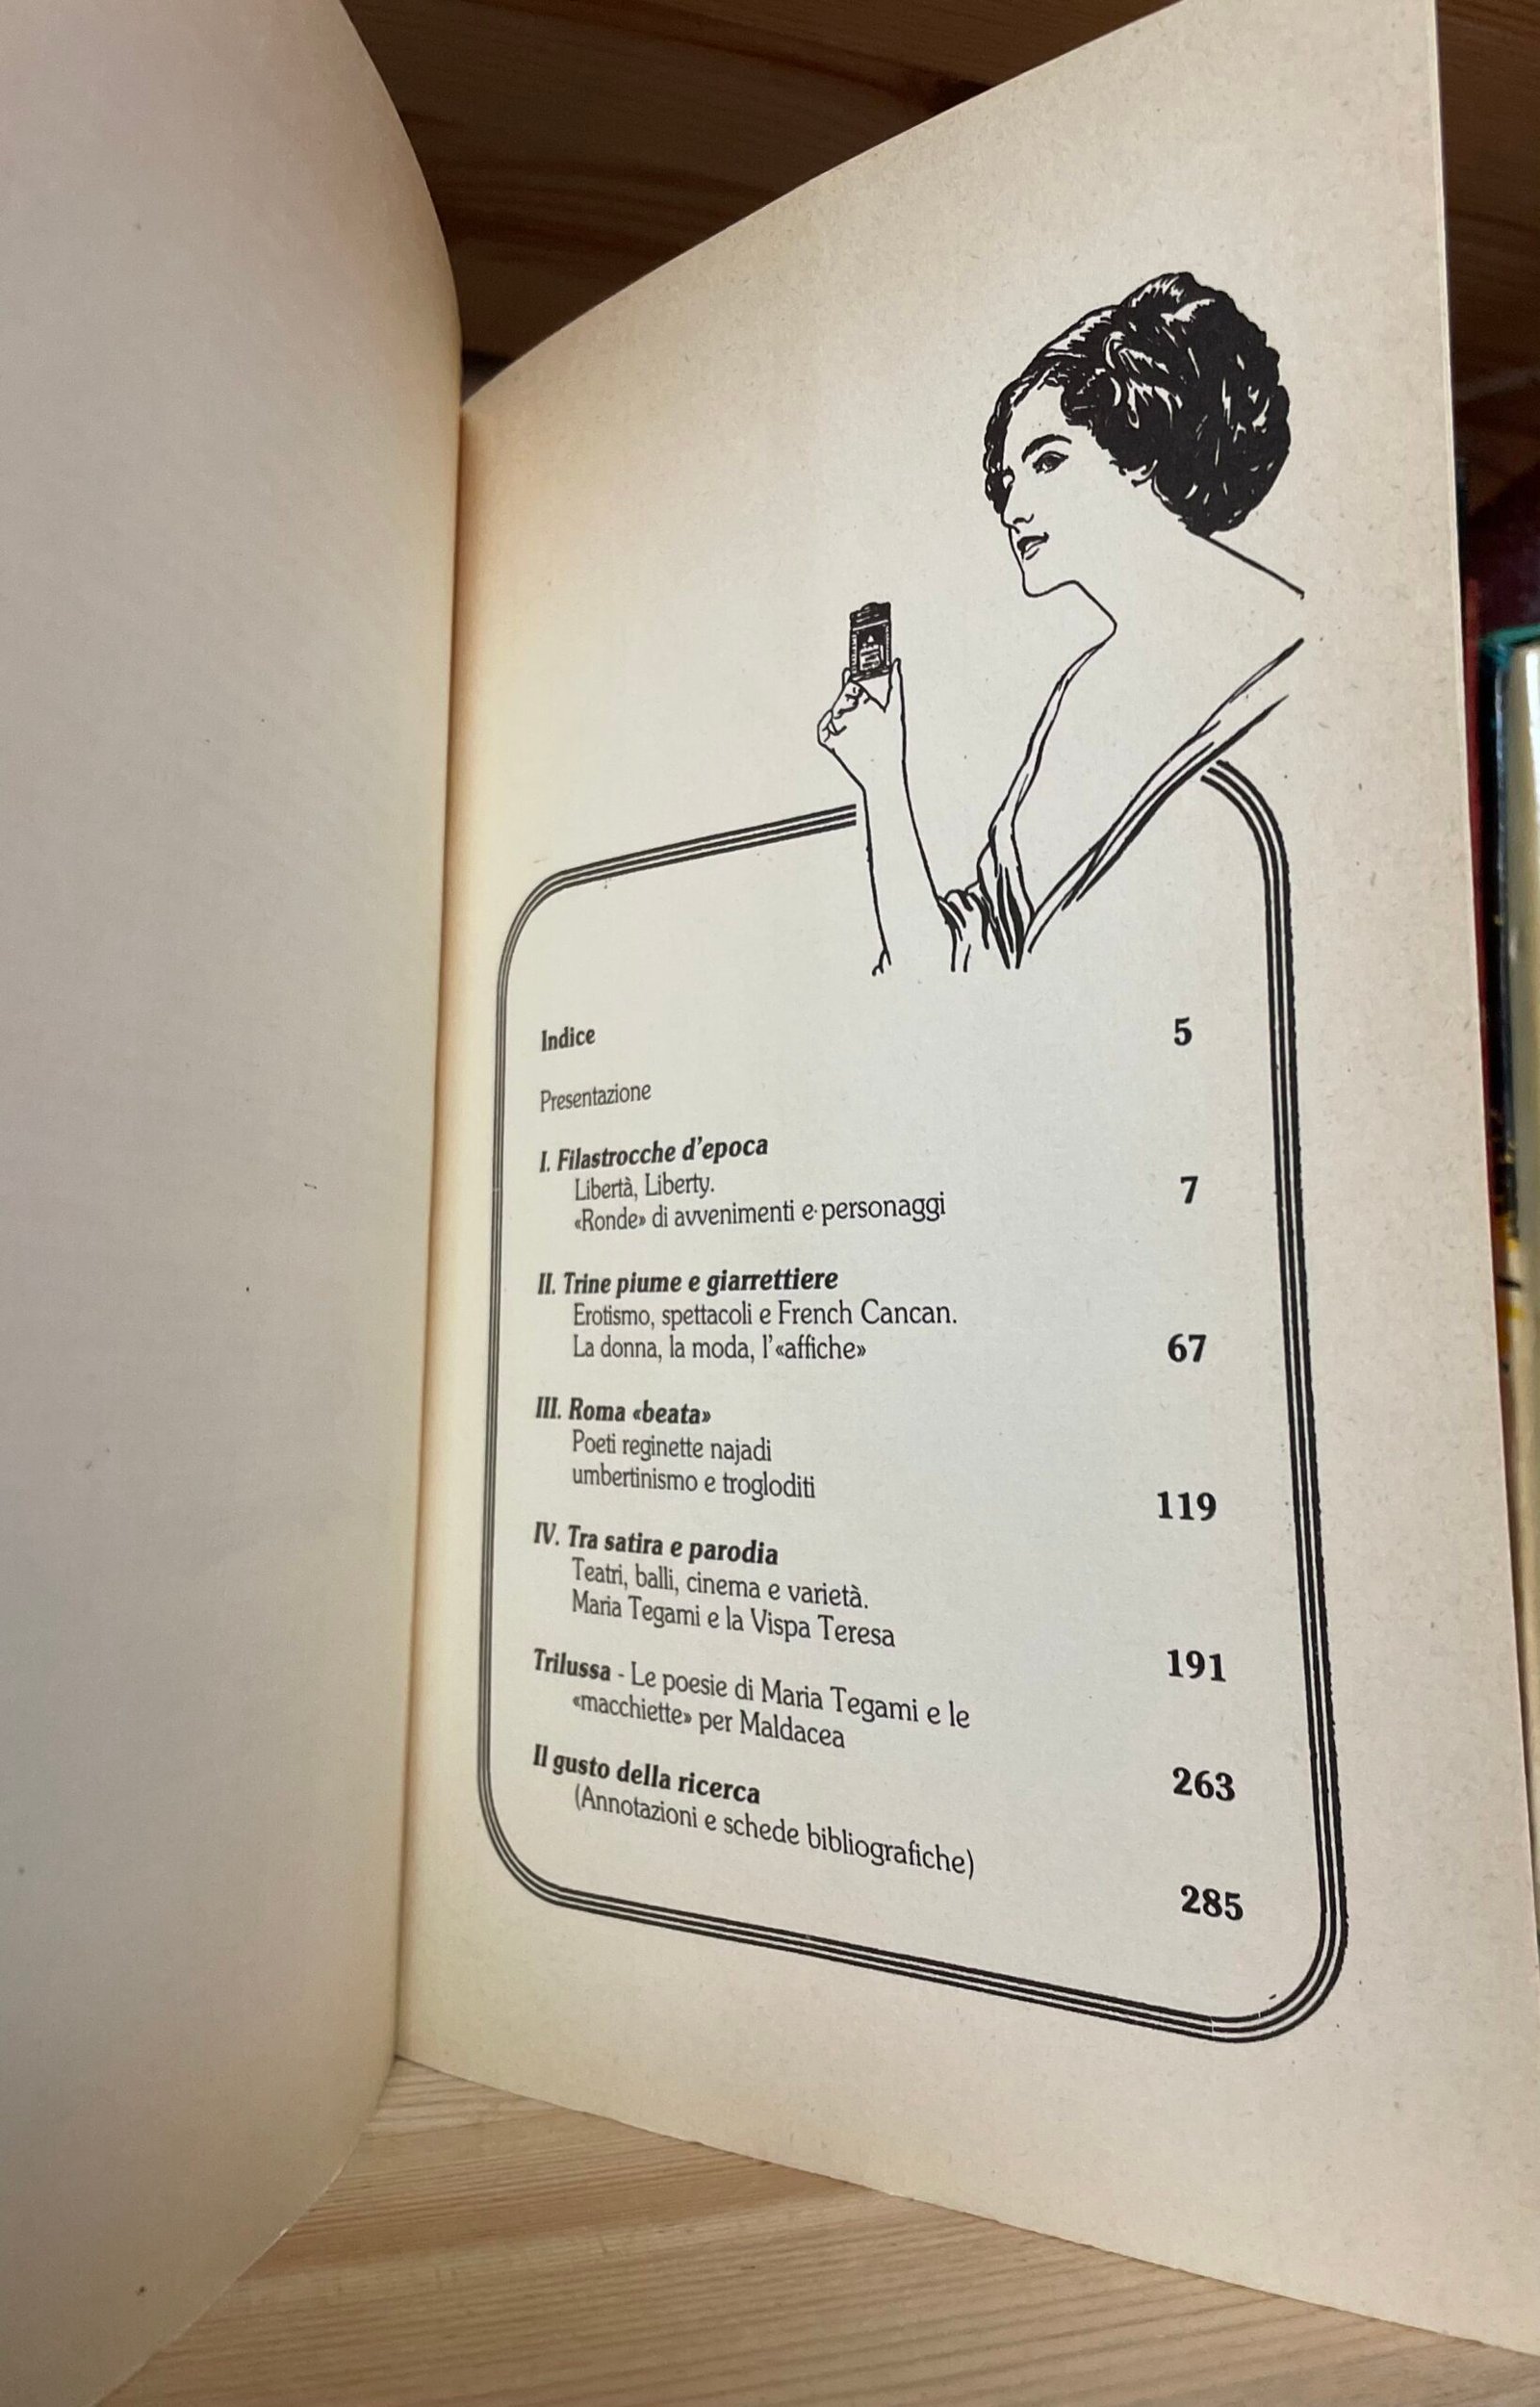 Indice
Presentazione 5
I. Filastrocche d'epoca
Libertà, Liberty.
«Ronde» di avvenimenti e personaggi 7
II. Trine piume e giarrettiere
Erotismo, spettacoli e French Cancan.
La donna, la moda, l'«affiche» 67
III. Roma «beata»
Poeti reginette najadi
umbertinismo e trogloditi 119
IV. Tra satira e parodia
Teatri, balli, cinema e varietà.
Maria Tegami e la Vispa Teresa 191
Trilussa - Le poesie di Maria Tegami e le
«macchiette» per Maldacea 263
Il gusto della ricerca
(Annotazioni e schede bibliografiche) 285